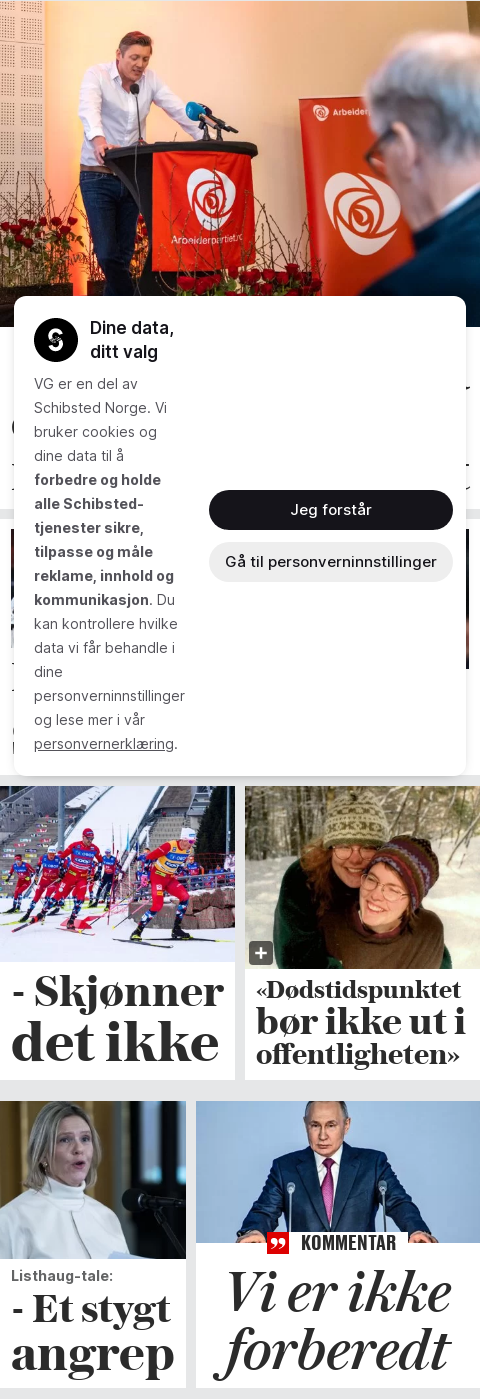 Arbeiderpartiet
Arbeiderpartiet.no
Dine data,
ditt valg
VG er en del av
Schibsted Norge. Vi
bruker cookies og
dine data til å
forbedre og holde
alle Schibsted-
tjenester sikre,
tilpasse og måle
reklame, innhold og
kommunikasjon. Du
kan kontrollere hvilke
data vi får behandle i
dine
personverninnstillinger
og lese mer i vår
personvernerklæring.
Jeg forstår
Gå til personverninnstillinger
- Skjønner
det ikke
«Dødstidspunktet
bør ikke ut i
offentligheten»
Listhaug-tale:
- Et stygt
angrep
KOMMENTAR
Vi er ikke
forberedt